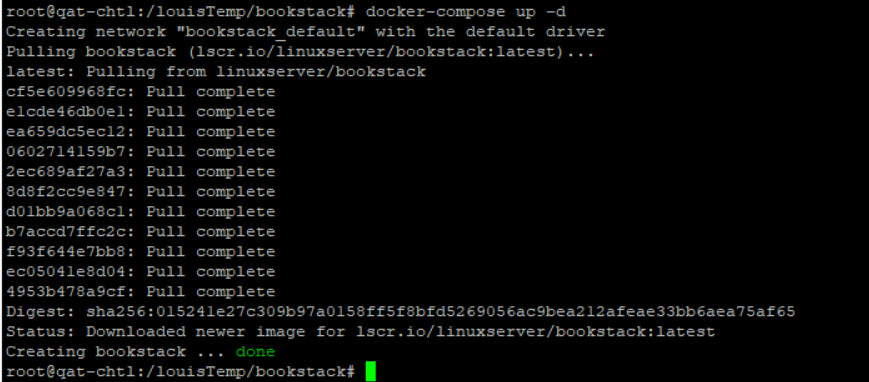 root@qat-chtl:/louisTemp/bookstack# docker-compose up -d
Creating network "bookstack_default" with the default driver
Pulling bookstack (lscr.io/linuxserver/bookstack:latest)...
latest: Pulling from linuxserver/bookstack
cf5e609968fc: Pull complete
e1cde46db0e1: Pull complete
ea659dc5ec12: Pull complete
0602714159b7: Pull complete
2ec689af27a3: Pull complete
8d8f2cc9e847: Pull complete
d01bb9a068c1: Pull complete
b7accd7ffc2c: Pull complete
f93f644e7bb8: Pull complete
ec05041e8d04: Pull complete
4953b478a9cf: Pull complete
Digest: sha256:015241e27c309b97a0158ff5f8bfd5269056ac9bea212afeae33bb6aea75af65
Status: Downloaded newer image for lscr.io/linuxserver/bookstack:latest
Creating bookstack ... done
root@qat-chtl:/louisTemp/bookstack#